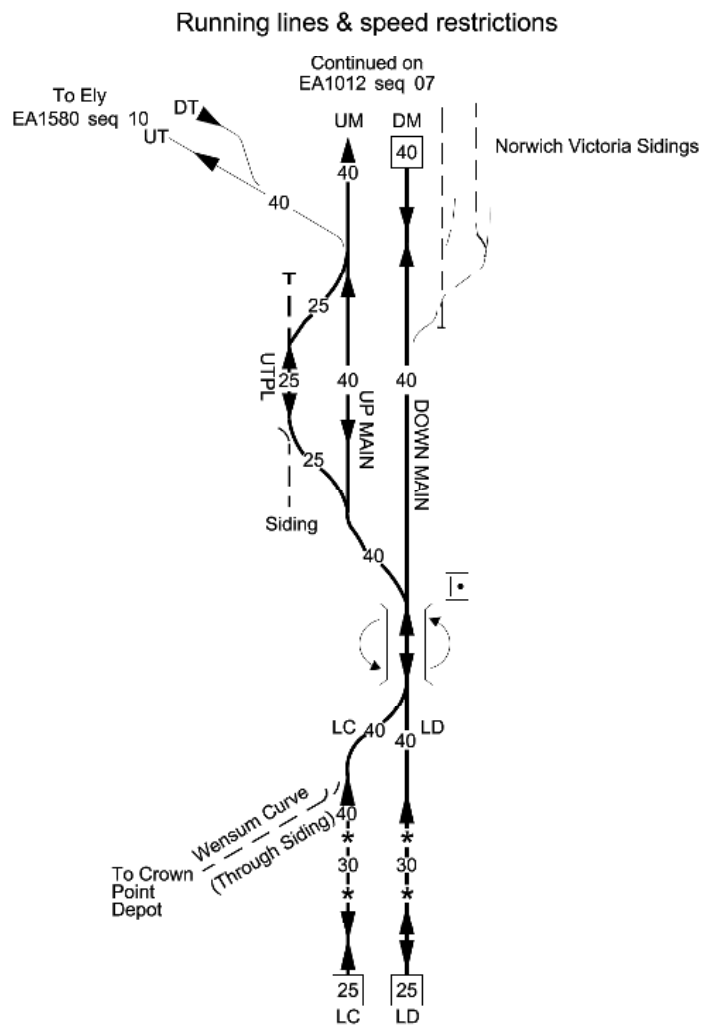 Running lines & speed restrictions
Continued on
EA1012 seq 07
To Ely
EA1580 seq 10
DT
UT
UM
DM
40
40
Norwich Victoria Sidings
40
T
25
UTPL
25
40
UP MAIN
40
DOWN MAIN
25
Siding
40
LC
40
LD
40
Wensum Curve
(Through Siding)
40
To Crown
Point
Depot
*
*
30
30
*
*
25
25
LC
LD